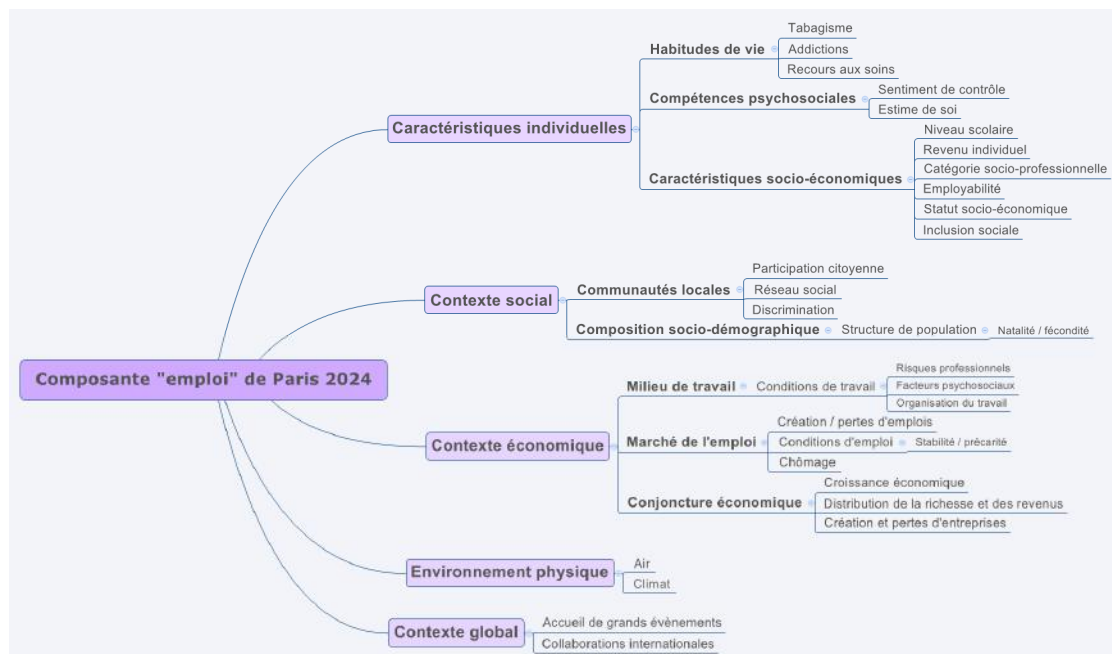 Tabagisme
Habitudes de vie
Addictions
Recours aux soins
Compétences psychosociales
Sentiment de contrôle
Estime de soi
Caractéristiques individuelles
Niveau scolaire
Revenu individuel
Caractéristiques socio-économiques
Catégorie socio-professionnelle
Employabilité
Statut socio-économique
Inclusion sociale
Contexte social
Communautés locales
Participation citoyenne
Réseau social
Discrimination
Composition socio-démographique
Structure de population
Natalité / fécondité
Composante "emploi" de Paris 2024
Contexte économique
Milieu de travail
Conditions de travail
Risques professionnels
Facteurs psychosociaux
Organisation du travail
Marché de l'emploi
Création / pertes d'emplois
Conditions d'emploi
Stabilité / précarité
Chômage
Conjoncture économique
Croissance économique
Distribution de la richesse et des revenus
Création et pertes d'entreprises
Environnement physique
Air
Climat
Contexte global
Accueil de grands évènements
Collaborations internationales